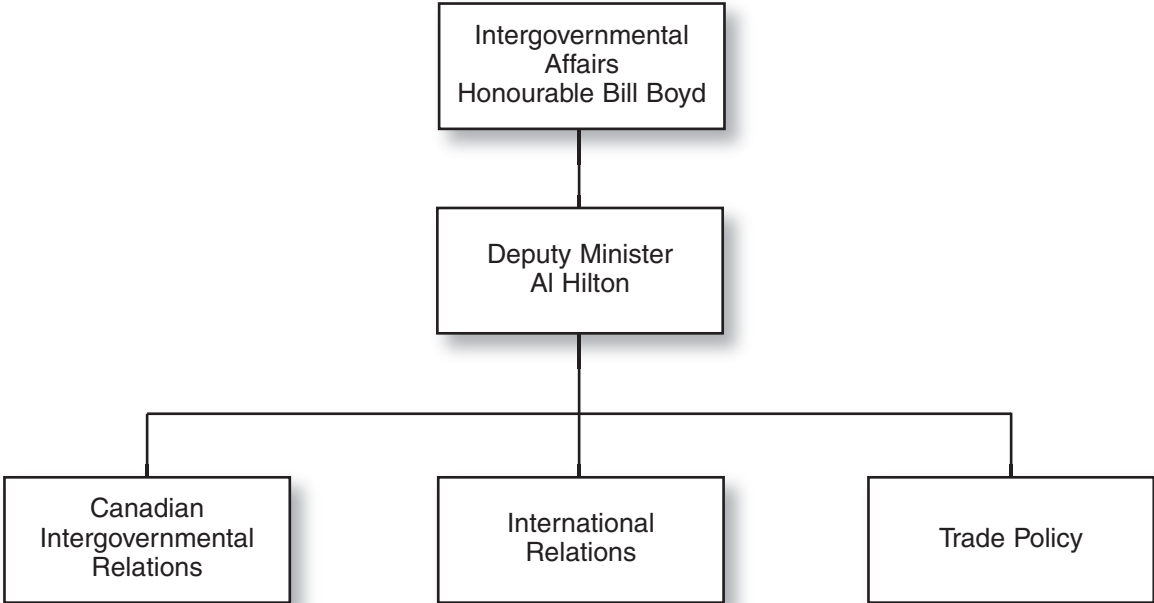 Intergovernmental
Affairs
Honourable Bill Boyd
Deputy Minister
Al Hilton
Canadian
Intergovernmental
Relations
International
Relations
Trade Policy